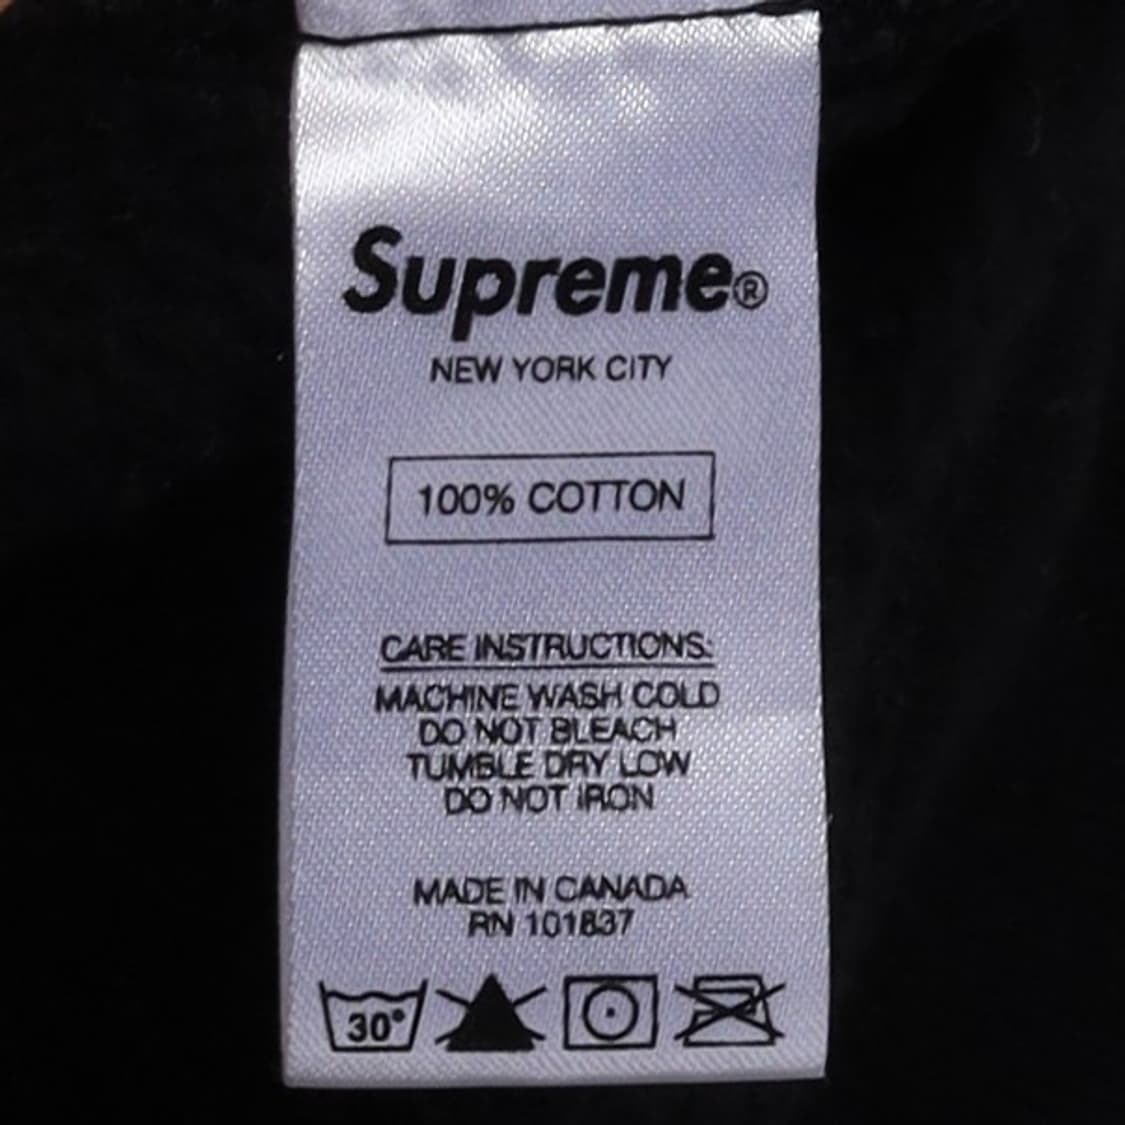 Supreme®
NEW YORK CITY
100% COTTON
CARE INSTRUCTIONS:
MACHINE WASH COLD
DO NOT BLEACH
TUMBLE DRY LOW
DO NOT IRON
MADE IN CANADA
RN 101837
30°